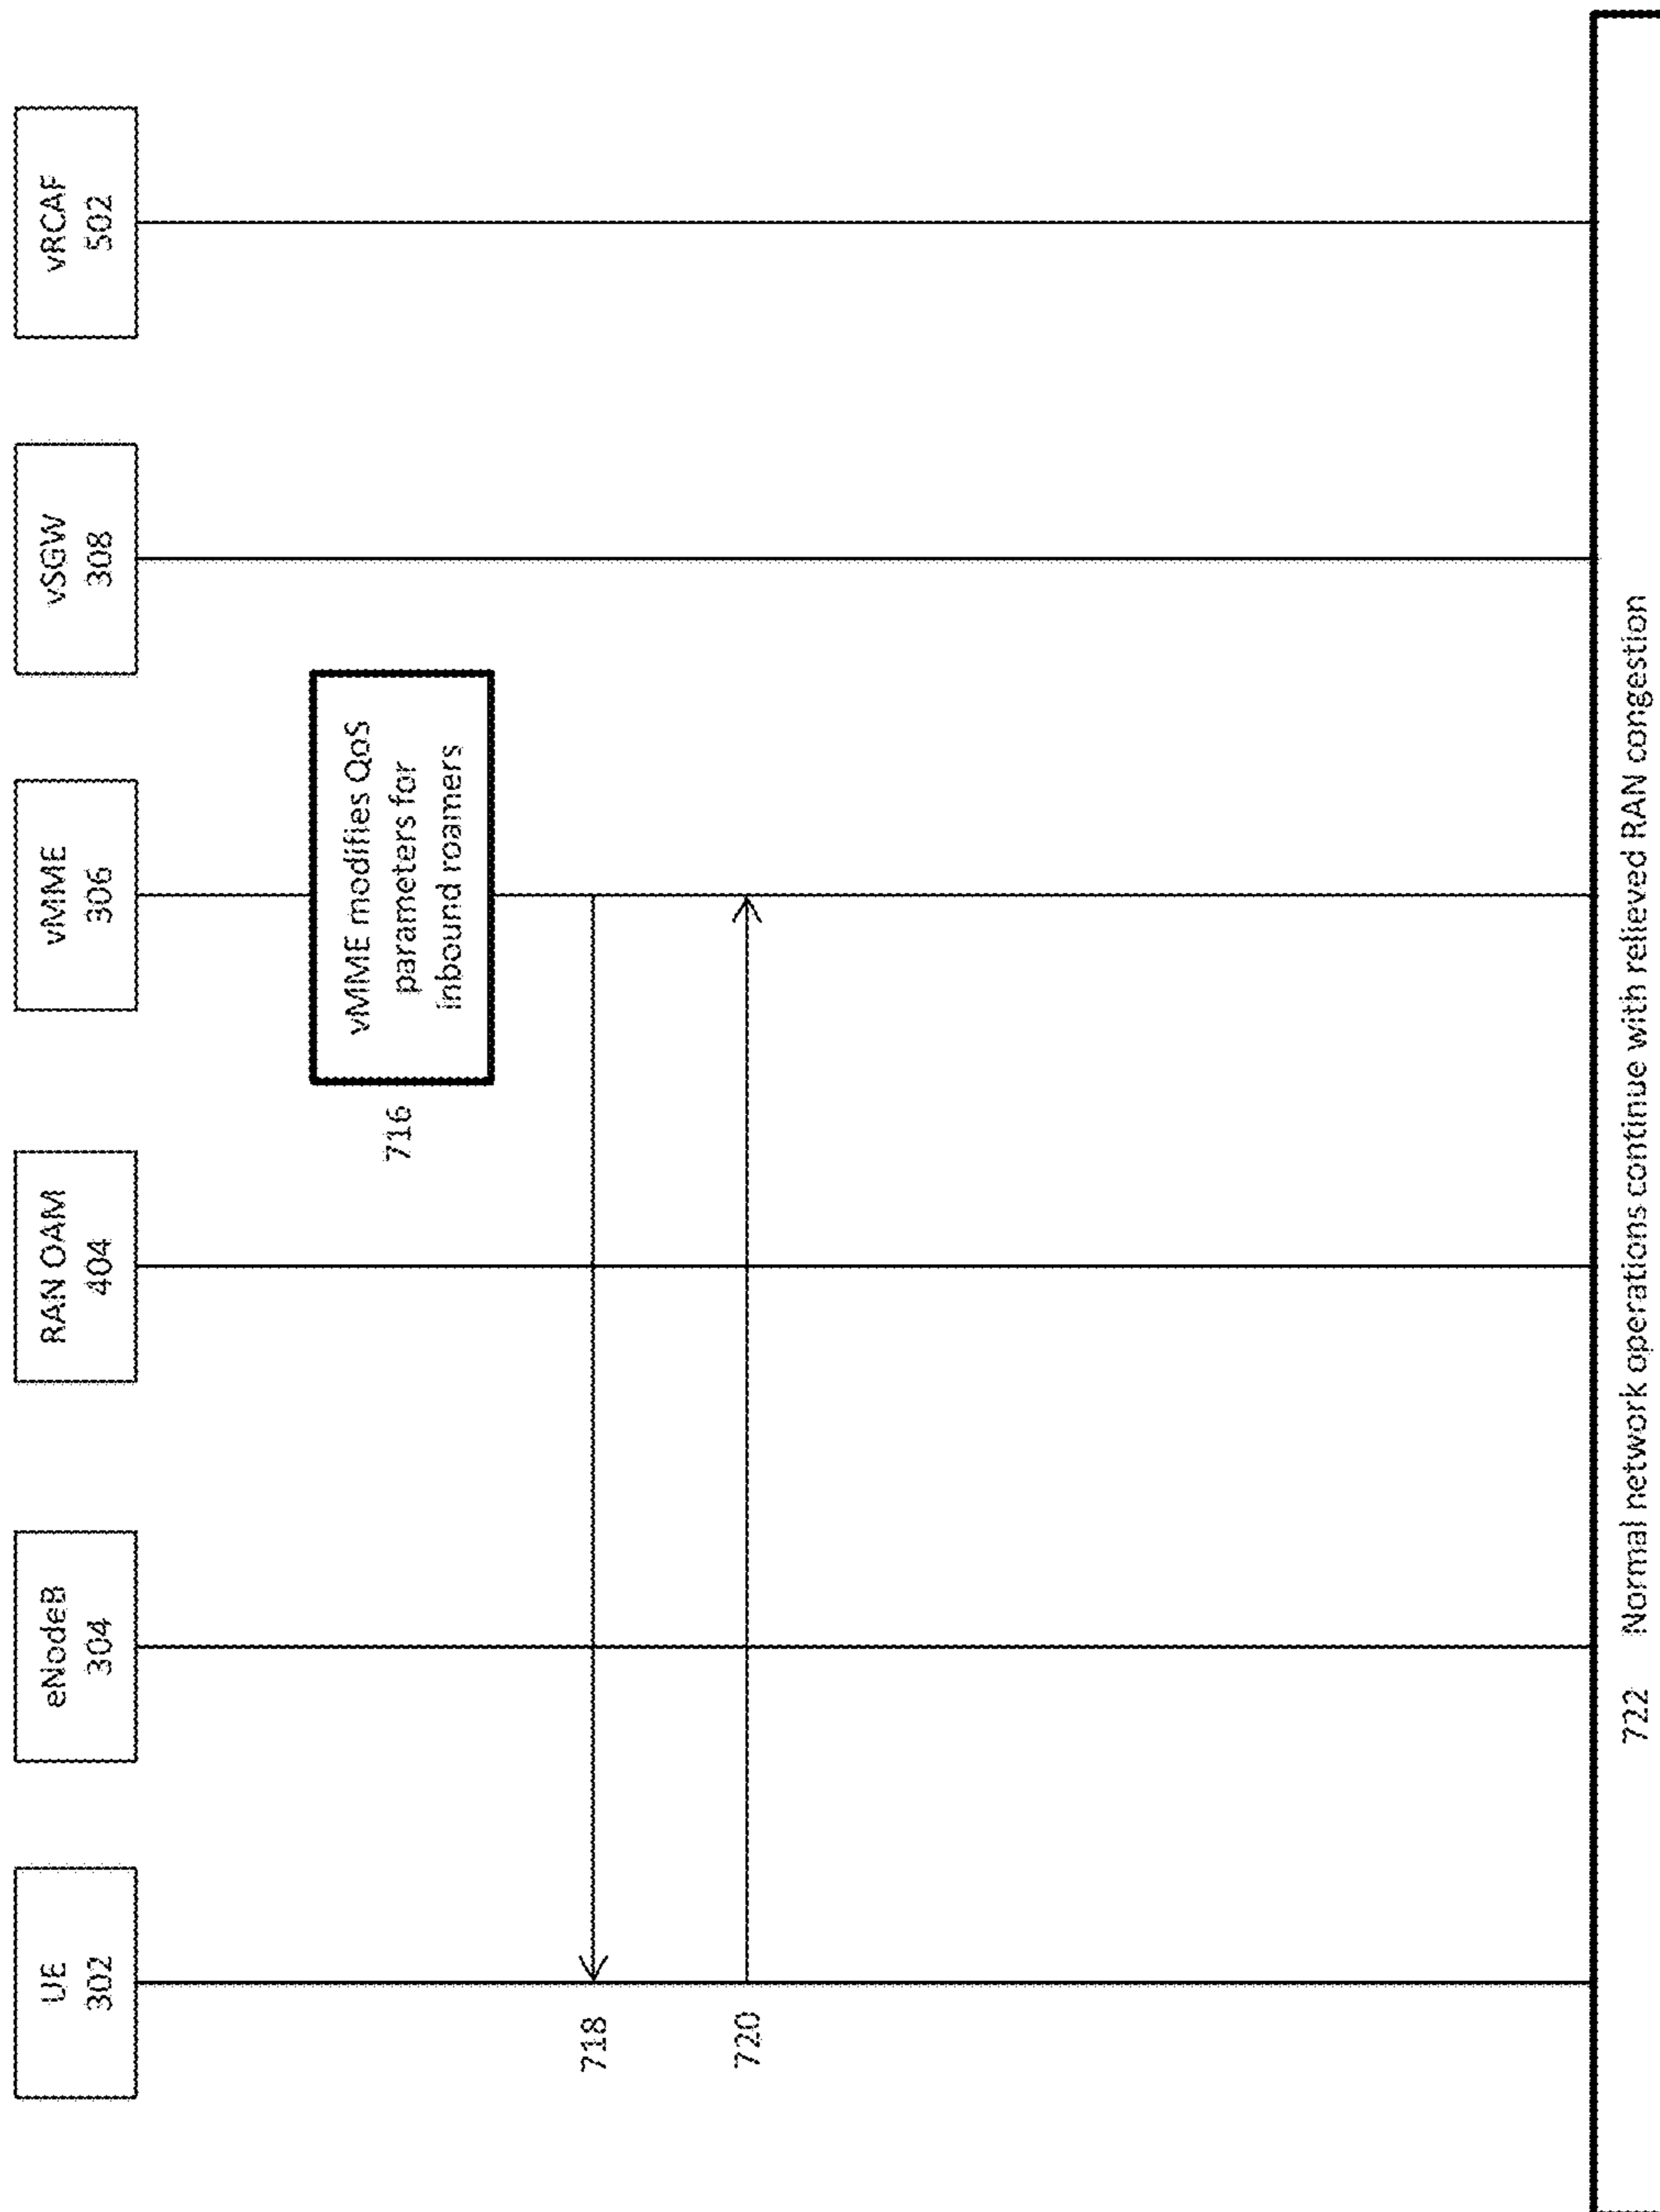 UE
302
eNodeB
304
RAN OAM
404
vMME
306
vSGW
308
vRCAF
502
716
vMME modifies QoS
parameters for
inbound roamers
718
720
722 Normal network operations continue with relieved RAN congestion